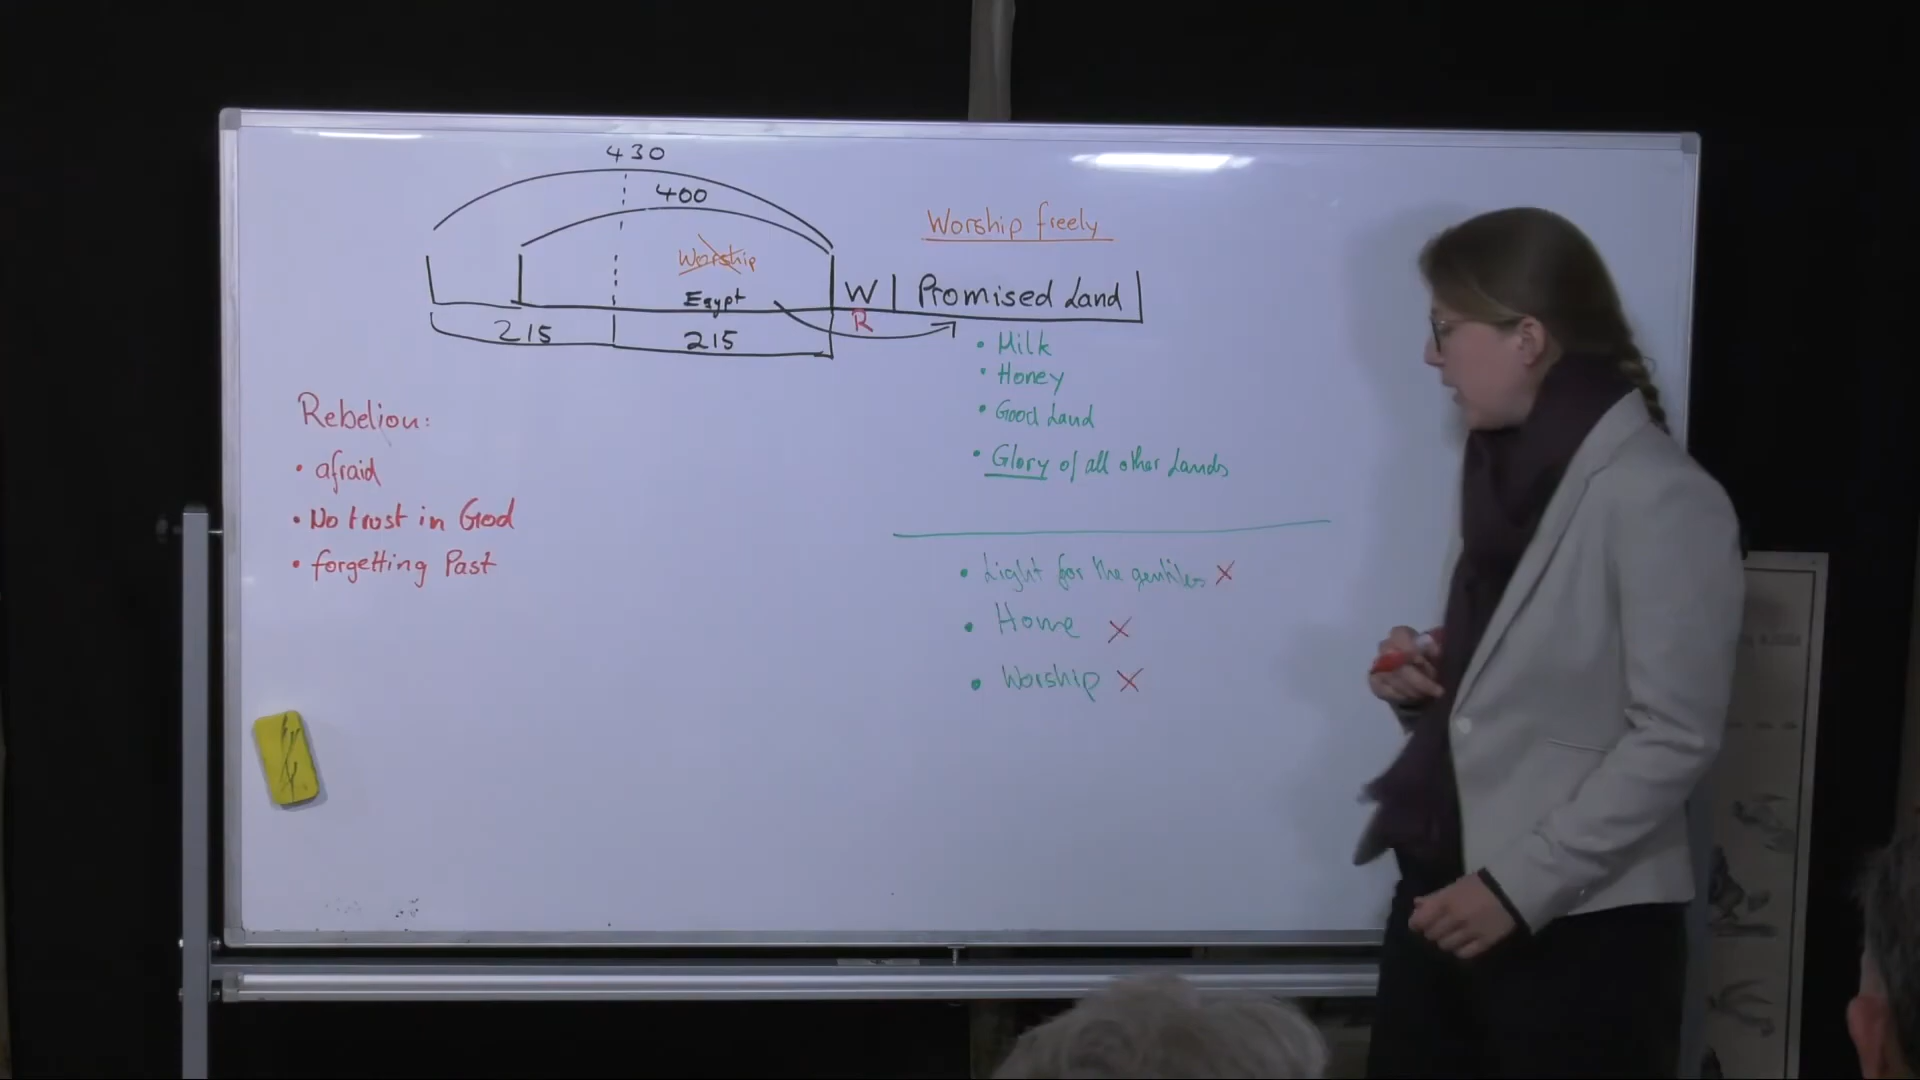 430
400
Worship
Egypt
215
215
W
R
Promised Land
Worship freely
• Milk
• Honey
• Good Land
• Glory of all other Lands
• Light for the gentiles X
• Home X
• Worship X
Rebeliou:
• afraid
• No trust in God
• forgetting Past